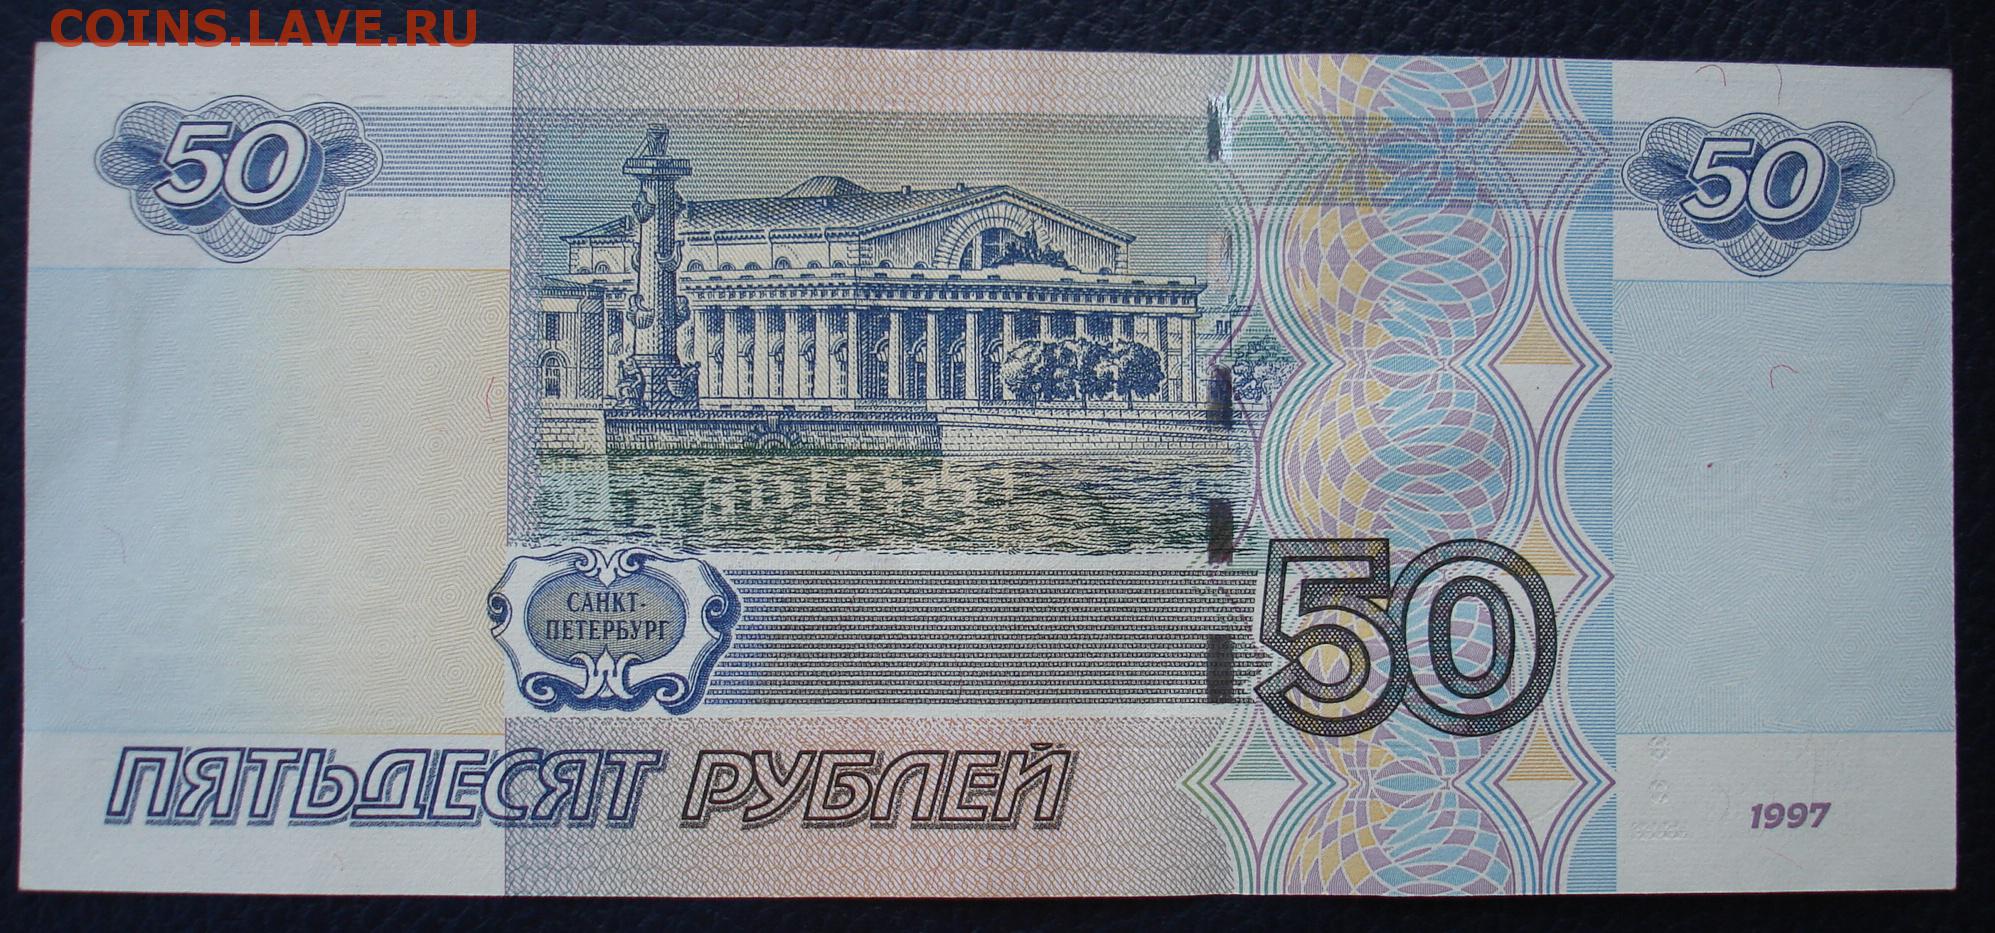 COINS.LAVE.RU
50
50
САНКТ-
ПЕТЕРБУРГ
50
ПЯТЬДЕСЯТ РУБЛЕЙ
1997